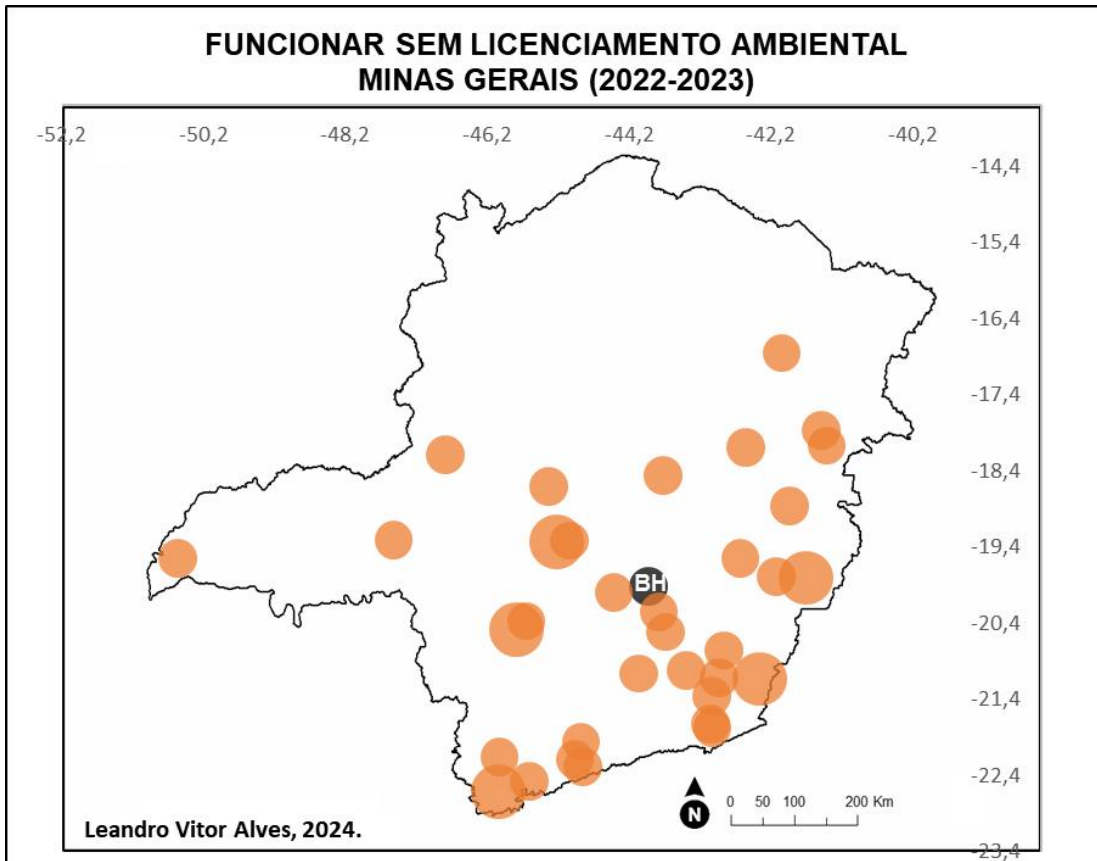 FUNCIONAR SEM LICENCIAMENTO AMBIENTAL
MINAS GERAIS (2022-2023)
-52,2 -50,2 -48,2 -46,2 -44,2 -42,2 -40,2
-14,4
-15,4
-16,4
-17,4
-18,4
-19,4
BH
-20,4
-21,4
-22,4
N
0 50 100 200 Km
Leandro Vitor Alves, 2024.
-23,4